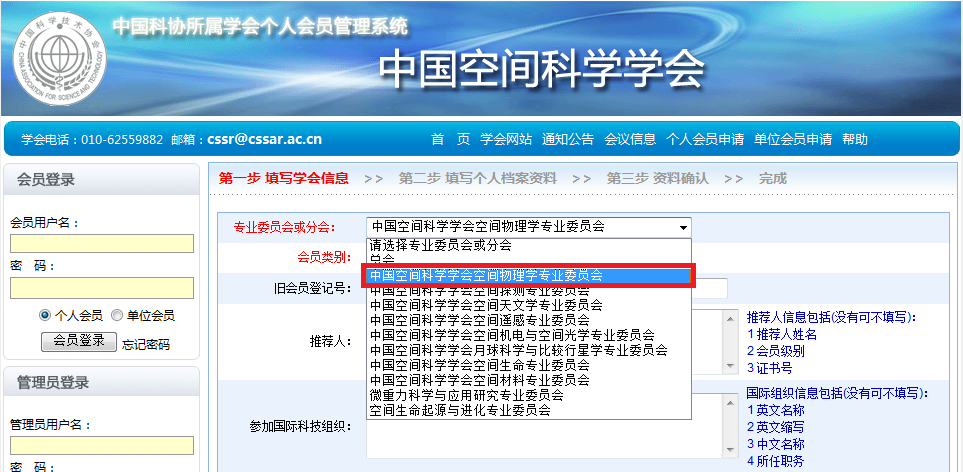 中国科协所属学会个人会员管理系统
中国空间科学学会
CHINA ASSOCIATION FOR SCIENCE AND TECHNOLOGY
中国科学技术协会
学会电话：010-62559882 邮箱：cssr@cssar.ac.cn
首 页 学会网站 通知公告 会议信息 个人会员申请 单位会员申请 帮助
会员登录
会员用户名：
密 码：
个人会员 单位会员
会员登录 忘记密码
管理员登录
管理员用户名：
密 码：
第一步 填写学会信息 >> 第二步 填写个人档案资料 >> 第三步 资料确认 >> 完成
专业委员会或分会： 中国空间科学学会空间物理学专业委员会
请选择专业委员会或分会
总会
中国空间科学学会空间物理学专业委员会
中国空间科学学会空间探测专业委员会
中国空间科学学会空间天文学专业委员会
中国空间科学学会空间遥感专业委员会
中国空间科学学会空间机电与空间光学专业委员会
中国空间科学学会月球科学与比较行星学专业委员会
中国空间科学学会空间生命专业委员会
中国空间科学学会空间材料专业委员会
微重力科学与应用研究专业委员会
空间生命起源与进化专业委员会
会员类别：
旧会员登记号：
推荐人：
推荐人信息包括(没有可不填写)：
1 推荐人姓名
2 会员级别
3 证书号
参加国际科技组织：
国际组织信息包括(没有可不填写)：
1 英文名称
2 英文缩写
3 中文名称
4 所任职务